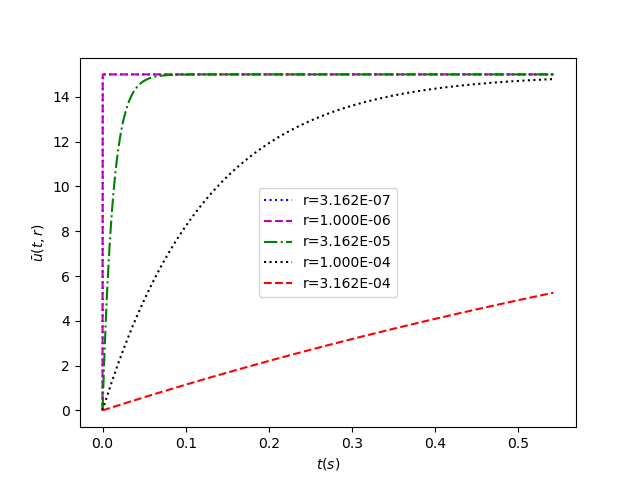 14
12
10
8
6
4
2
0
ū(t, r)
r=3.162E-07
r=1.000E-06
r=3.162E-05
r=1.000E-04
r=3.162E-04
0.0 0.1 0.2 0.3 0.4 0.5
t(s)